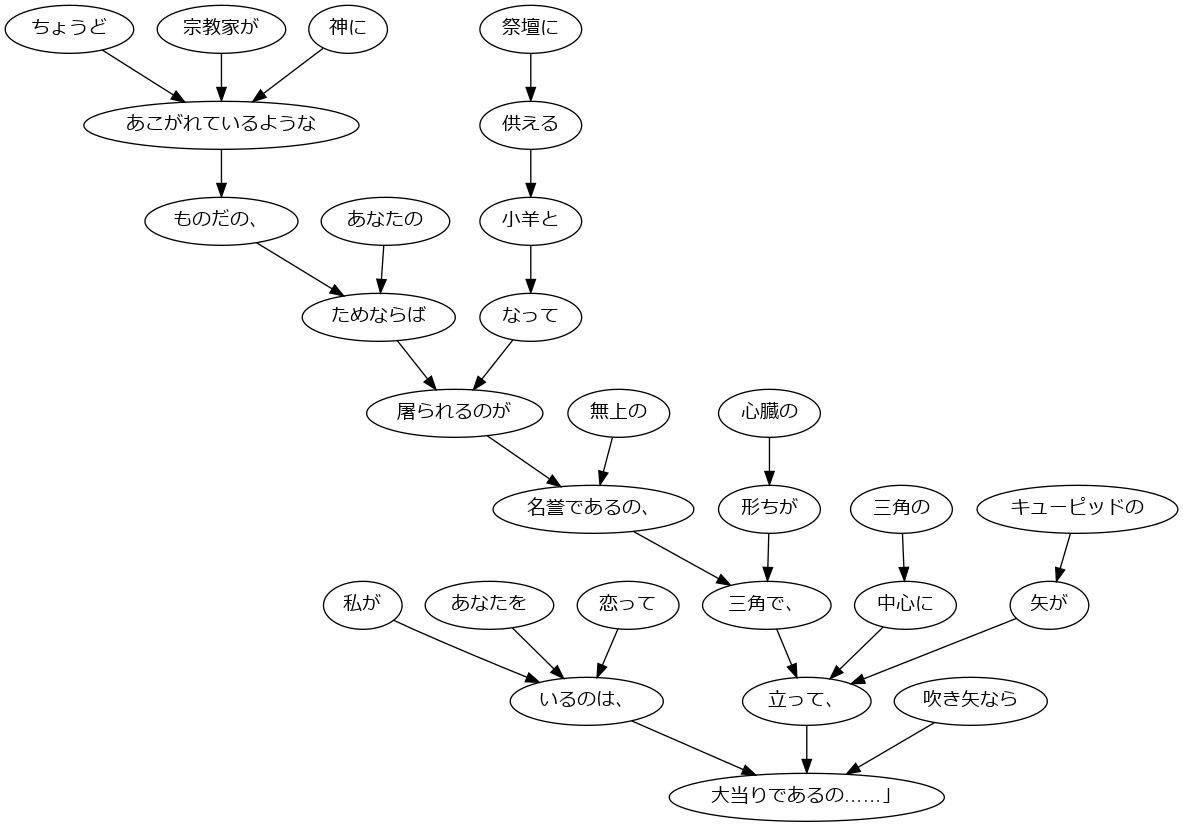 ちょうど 宗教家が 神に 祭壇に
あこがれているような 供える
ものだの、 あなたの 小羊と
ためならば なって
屠られるのが 無上の 心臓の
名誉であるの、 形ちが 三角の キューピッドの
私が あなたを 恋って 三角で、 中心に 矢が
いるのは、 立って、 吹き矢なら
大当りであるの……」